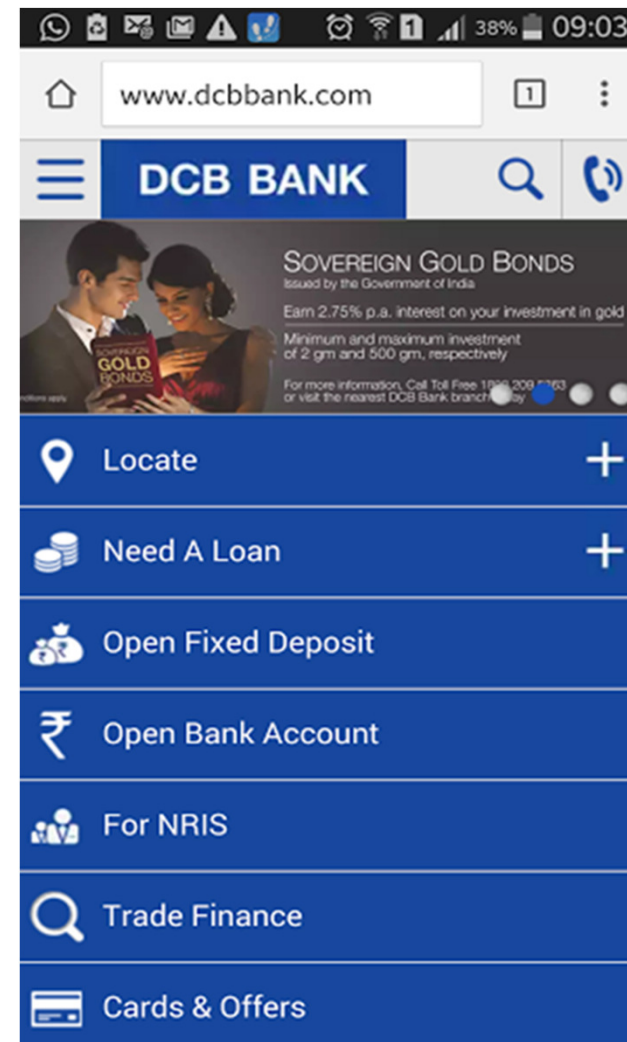 1 38% 09:03
www.dcbbank.com 1
DCB BANK
SOVEREIGN GOLD BONDS
Issued by the Government of India
Earn 2.75% p.a. interest on your investment in gold
Minimum and maximum investment
of 2 gm and 500 gm, respectively
For more information, Call Toll Free 209
or visit the nearest DCB Bank branch
SOVEREIGN
GOLD
BONDS
Locate
Need A Loan
Open Fixed Deposit
Open Bank Account
For NRIS
Trade Finance
Cards & Offers